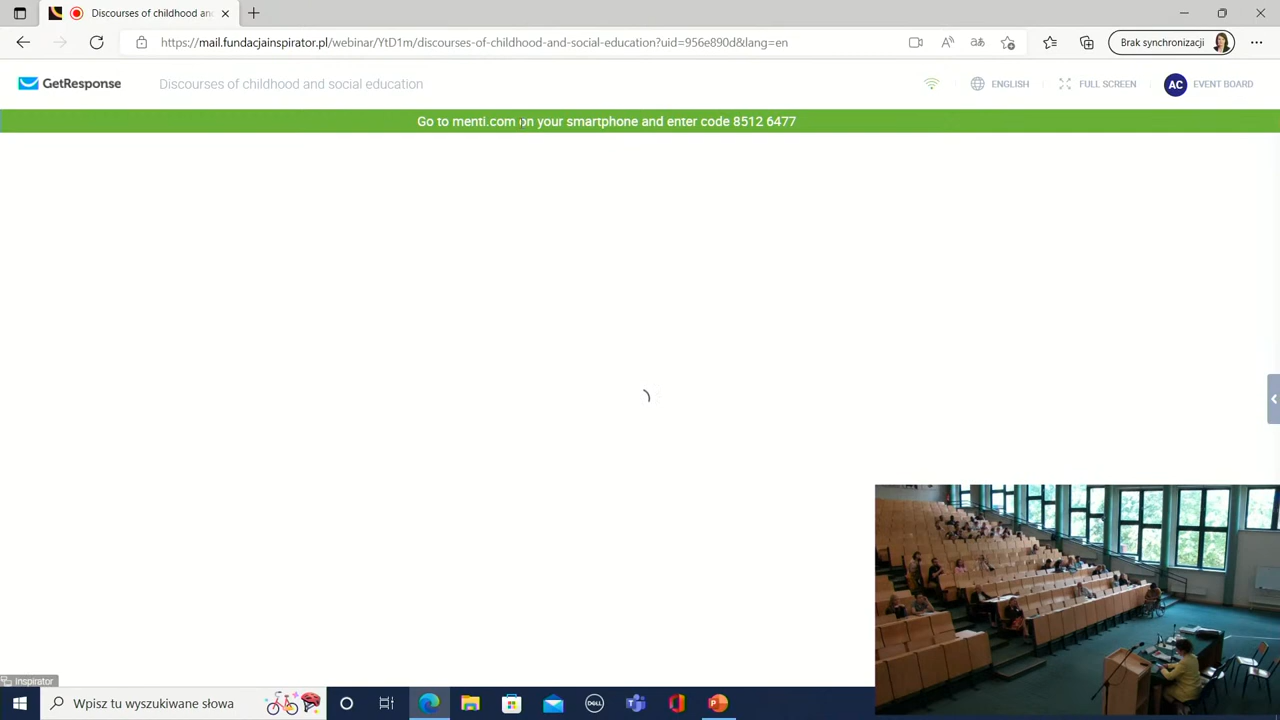 Discourses of childhood and
https://mail.fundacjainspirator.pl/webinar/YtD1m/discourses-of-childhood-and-social-education?uid=956e890d&lang=en
Brak synchronizacji
GetResponse
Discourses of childhood and social education
ENGLISH
FULL SCREEN
AC
EVENT BOARD
Go to menti.com on your smartphone and enter code 8512 6477
Inspirator
Wpisz tu wyszukiwane słowa
DELL